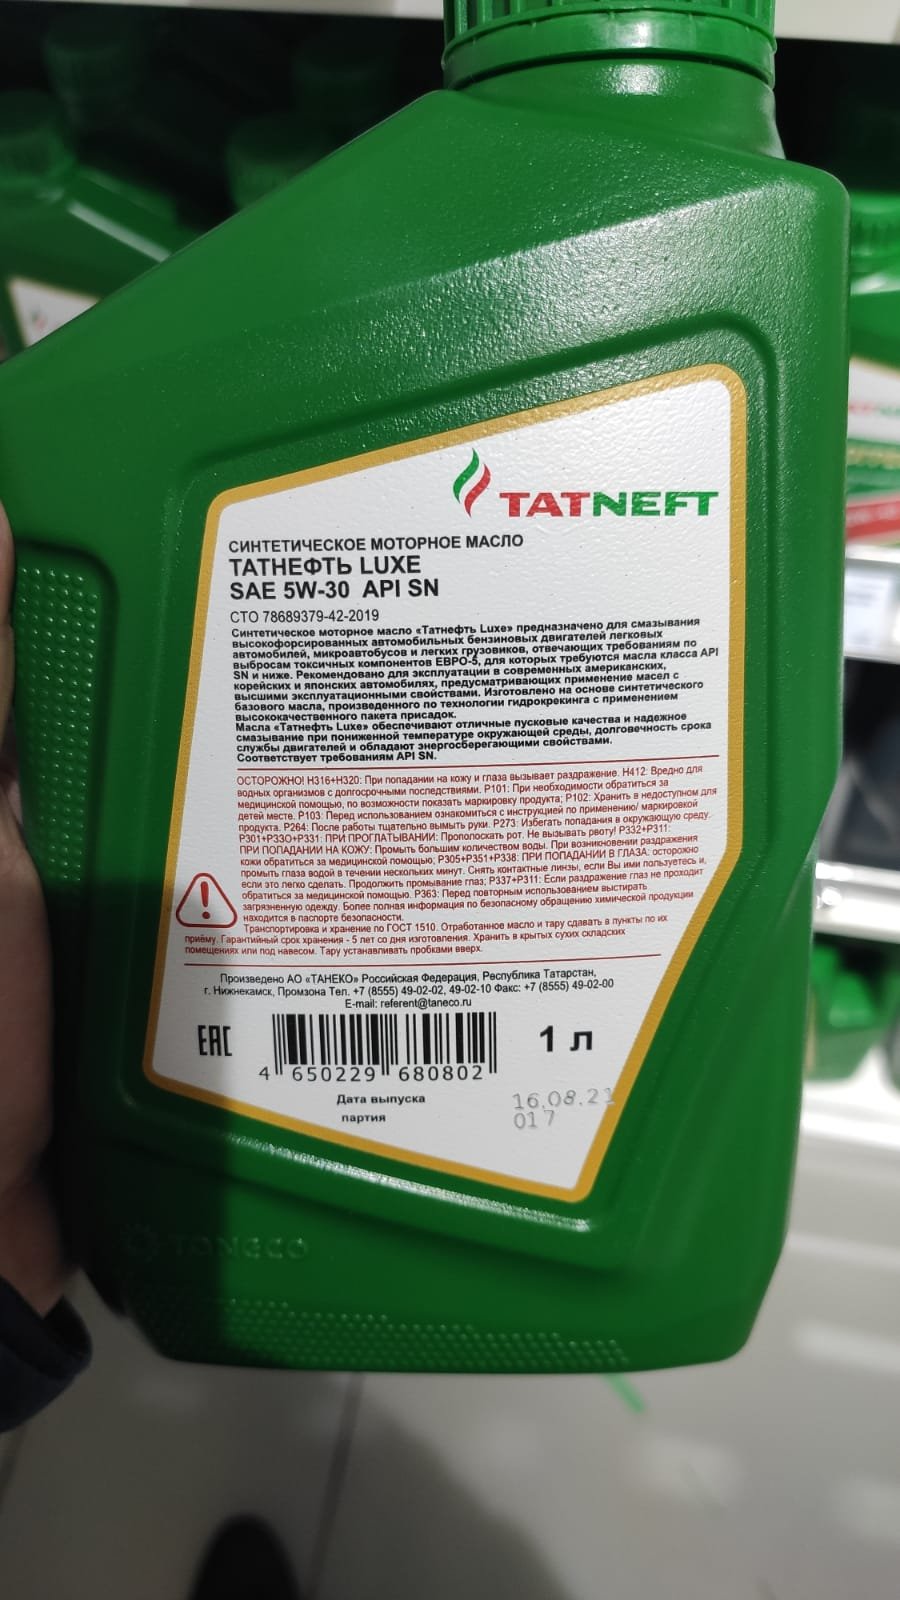 TATNEFT
СИНТЕТИЧЕСКОЕ МОТОРНОЕ МАСЛО
ТАТНЕФТЬ LUXE
SAE 5W-30 API SN
СТО 78689379-42-2019
Синтетическое моторное масло «Татнефть Luxe» предназначено для смазывания
высокофорсированных автомобильных бензиновых двигателей легковых
автомобилей, микроавтобусов и легких грузовиков, отвечающих требованиям по
выбросам токсичных компонентов ЕВРО-5, для которых требуются масла класса API
SN и ниже. Рекомендовано для эксплуатации в современных американских,
корейских и японских автомобилях, предусматривающих применение масел с
высшими эксплуатационными свойствами. Изготовлено на основе синтетического
базового масла, произведенного по технологии гидрокрекинга с применением
высококачественного пакета присадок.
Масла «Татнефть Luxe» обеспечивают отличные пусковые качества и надежное
смазывание при пониженной температуре окружающей среды, долговечность срока
службы двигателей и обладают энергосберегающими свойствами.
Соответствует требованиям API SN.
ОСТОРОЖНО! H316+H320: При попадании на кожу и глаза вызывает раздражение. H412: Вредно для
водных организмов с долгосрочными последствиями. P101: При необходимости обратиться за
медицинской помощью, по возможности показать маркировку продукта; P102: Хранить в недоступном для
детей месте. P103: Перед использованием ознакомиться с инструкцией по применению/ маркировкой
продукта. P264: После работы тщательно вымыть руки. P273: Избегать попадания в окружающую среду.
P301+P330+P331: ПРИ ПРОГЛАТЫВАНИИ: Прополоскать рот. Не вызывать рвоту! P332+P311:
ПРИ ПОПАДАНИИ НА КОЖУ: Промыть большим количеством воды. При возникновении раздражения
кожи обратиться за медицинской помощью; P305+P351+P338: ПРИ ПОПАДАНИИ В ГЛАЗА: осторожно
промыть глаза водой в течении нескольких минут. Снять контактные линзы, если Вы ими пользуетесь и,
если это легко сделать. Продолжить промывание глаз; P337+P311: Если раздражение глаз не проходит
обратиться за медицинской помощью. P363: Перед повторным использованием выстирать
загрязненную одежду. Более полная информация по безопасному обращению химической продукции
находится в паспорте безопасности.
Транспортировка и хранение по ГОСТ 1510. Отработанное масло и тару сдавать в пункты по их
приёму. Гарантийный срок хранения - 5 лет со дня изготовления. Хранить в крытых сухих складских
помещениях или под навесом. Тару устанавливать пробками вверх.
Произведено АО «ТАНЕКО» Российская Федерация, Республика Татарстан,
г. Нижнекамск, Промзона Тел. +7 (8555) 49-02-02, 49-02-10 Факс: +7 (8555) 49-02-00
E-mail: referent@taneco.ru
EAC
1 л
4 650229 680802
Дата выпуска
партия
16.08.21
017
TANECO